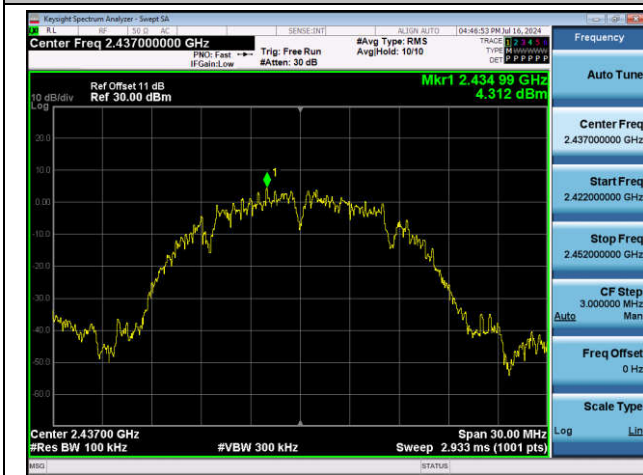 Keysight Spectrum Analyzer - Swept SA
RL RF 50 Ω AC SENSE:INT ALIGN AUTO 04:46:53 PM Jul 16, 2024
Center Freq 2.437000000 GHz
PNO: Fast
IFGain:Low
Trig: Free Run
#Atten: 30 dB
#Avg Type: RMS
Avg|Hold: 10/10
TRACE 1 2 3 4 5 6
TYPE M W W W W W
DET P P P P P P
Mkr1 2.434 99 GHz
4.312 dBm
Ref Offset 11 dB
10 dB/div Ref 30.00 dBm
Log
1
20.0
10.0
0.00
-10.0
-20.0
-30.0
-40.0
-50.0
-60.0
Center 2.43700 GHz Span 30.00 MHz
#Res BW 100 kHz #VBW 300 kHz Sweep 2.933 ms (1001 pts)
MSG STATUS
Frequency
Auto Tune
Center Freq
2.437000000 GHz
Start Freq
2.422000000 GHz
Stop Freq
2.452000000 GHz
CF Step
3.000000 MHz
Auto Man
Freq Offset
0 Hz
Scale Type
Log Lin